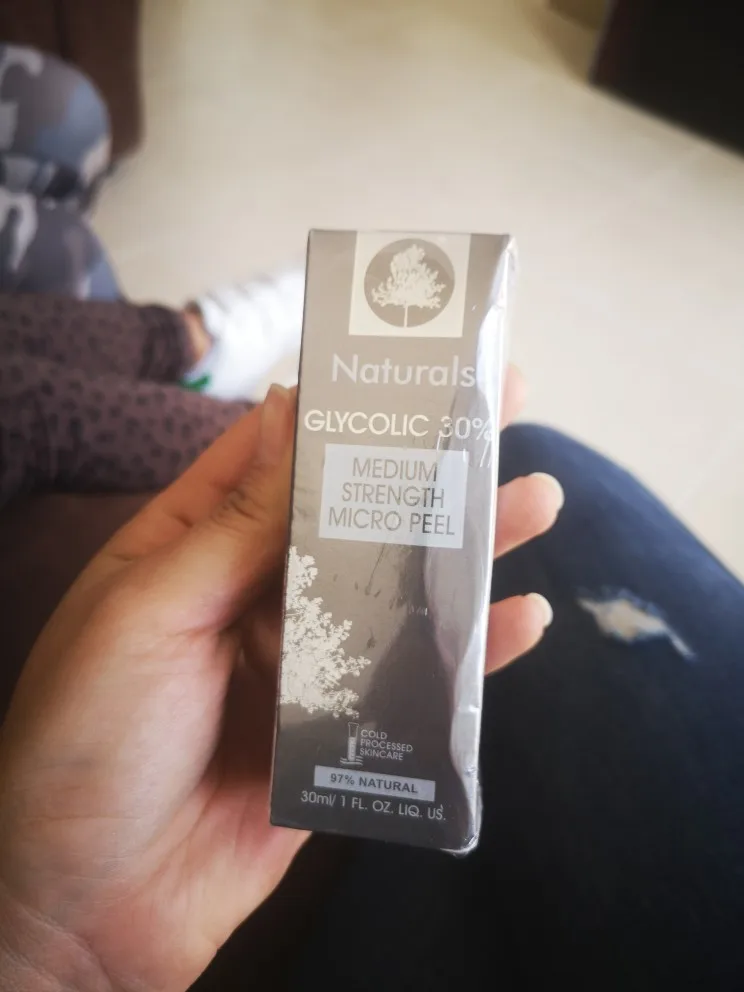 Naturals
GLYCOLIC 30%
MEDIUM
STRENGTH
MICRO PEEL
COLD
PROCESSED
SKINCARE
97% NATURAL
30ml/ 1 FL. OZ. LIQ. US.